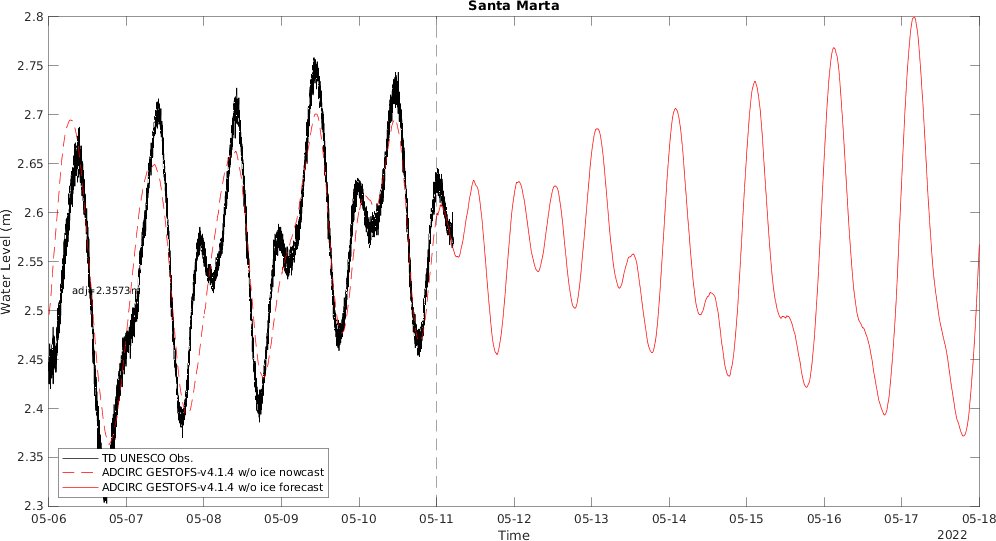 Santa Marta
2.8
2.75
2.7
2.65
2.6
2.55
2.5
2.45
2.4
2.35
2.3
Water Level (m)
adj=2.3573m
TD UNESCO Obs.
ADCIRC GESTOFS-v4.1.4 w/o ice nowcast
ADCIRC GESTOFS-v4.1.4 w/o ice forecast
05-06 05-07 05-08 05-09 05-10 05-11 05-12 05-13 05-14 05-15 05-16 05-17 05-18
Time
2022